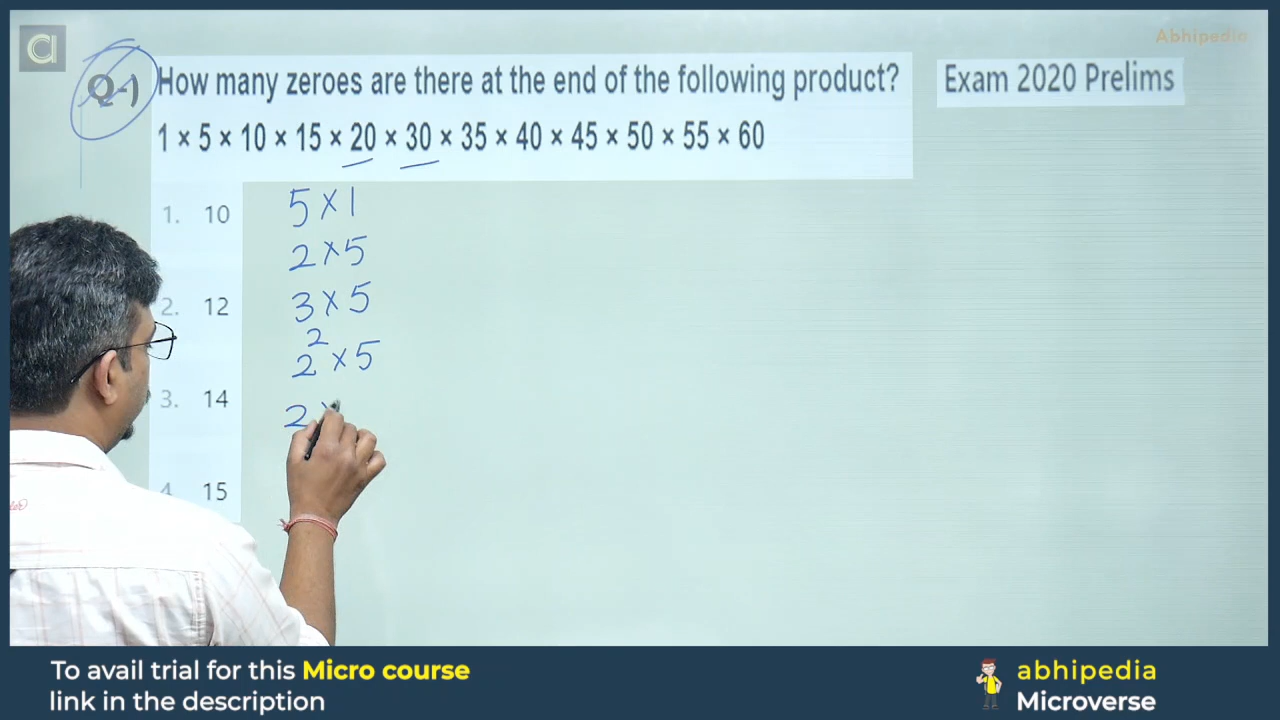 Abhipedia
Q-1 How many zeroes are there at the end of the following product? Exam 2020 Prelims
1 × 5 × 10 × 15 × 20 × 30 × 35 × 40 × 45 × 50 × 55 × 60
1. 10
2. 12
3. 14
4. 15
5 × 1
2 × 5
3 × 5
2² × 5
2 ×
To avail trial for this Micro course
link in the description
abhipedia
Microverse